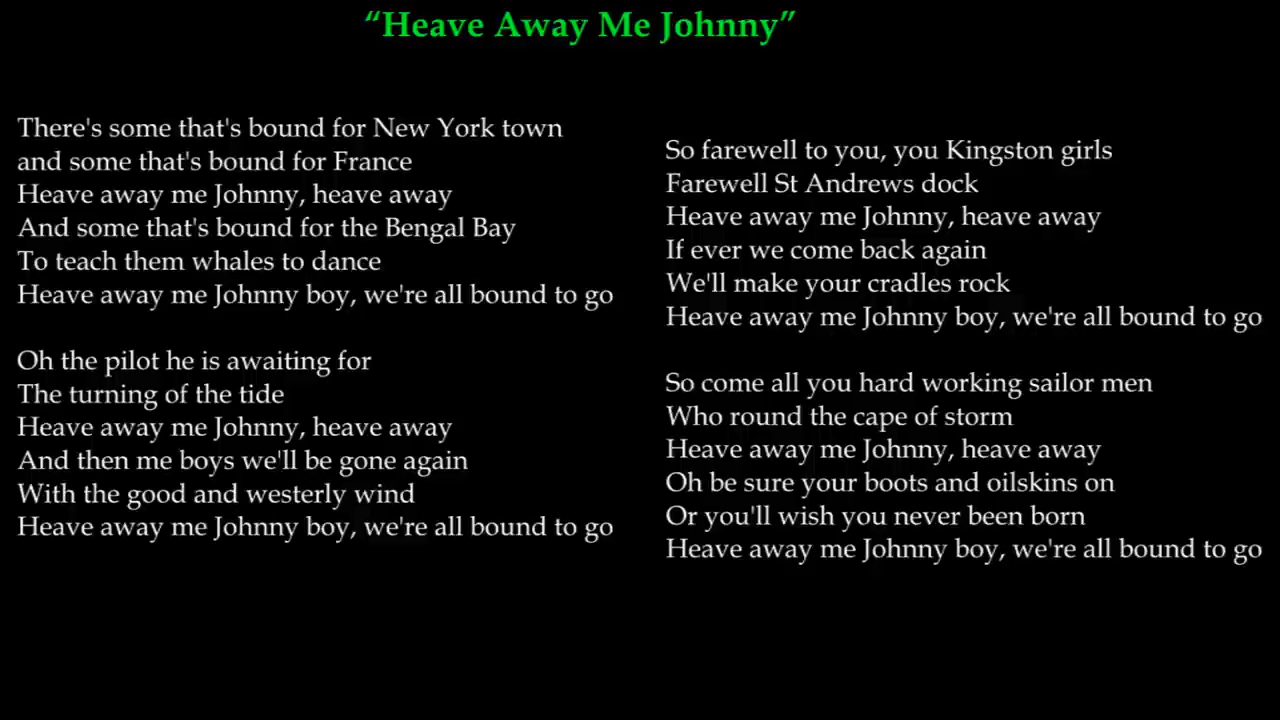 “Heave Away Me Johnny”
There's some that's bound for New York town
and some that's bound for France
Heave away me Johnny, heave away
And some that's bound for the Bengal Bay
To teach them whales to dance
Heave away me Johnny boy, we're all bound to go
Oh the pilot he is awaiting for
The turning of the tide
Heave away me Johnny, heave away
And then me boys we'll be gone again
With the good and westerly wind
Heave away me Johnny boy, we're all bound to go
So farewell to you, you Kingston girls
Farewell St Andrews dock
Heave away me Johnny, heave away
If ever we come back again
We'll make your cradles rock
Heave away me Johnny boy, we're all bound to go
So come all you hard working sailor men
Who round the cape of storm
Heave away me Johnny, heave away
Oh be sure your boots and oilskins on
Or you'll wish you never been born
Heave away me Johnny boy, we're all bound to go